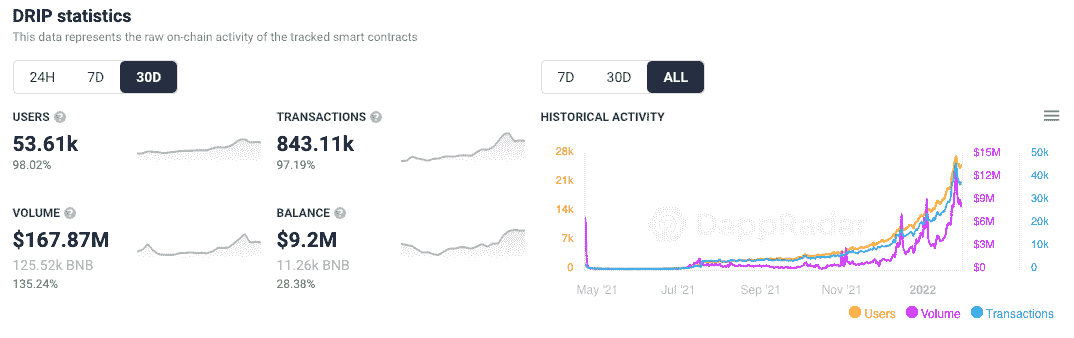 DRIP statistics
This data represents the raw on-chain activity of the tracked smart contracts
24H 7D 30D
7D 30D ALL
USERS ?
53.61k
98.02%
TRANSACTIONS ?
843.11k
97.19%
VOLUME ?
$167.87M
125.52k BNB
135.24%
BALANCE ?
$9.2M
11.26k BNB
28.38%
HISTORICAL ACTIVITY
28k $15M 50k
21k $12M 40k
14k $9M 30k
7k $6M 20k
0 $3M 10k
$0 0
DappRadar
May '21 Jul '21 Sep '21 Nov '21 2022
Users Volume Transactions